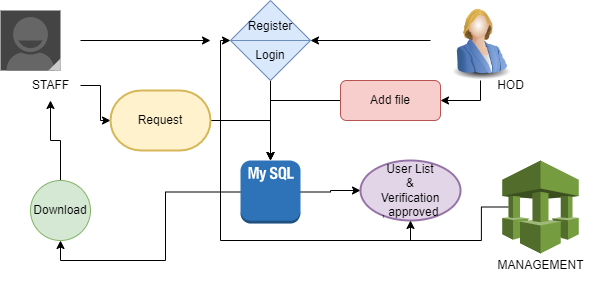 Register
Login
STAFF
HOD
Add file
Request
My SQL
User List
&
Verification
, approved
Download
MANAGEMENT